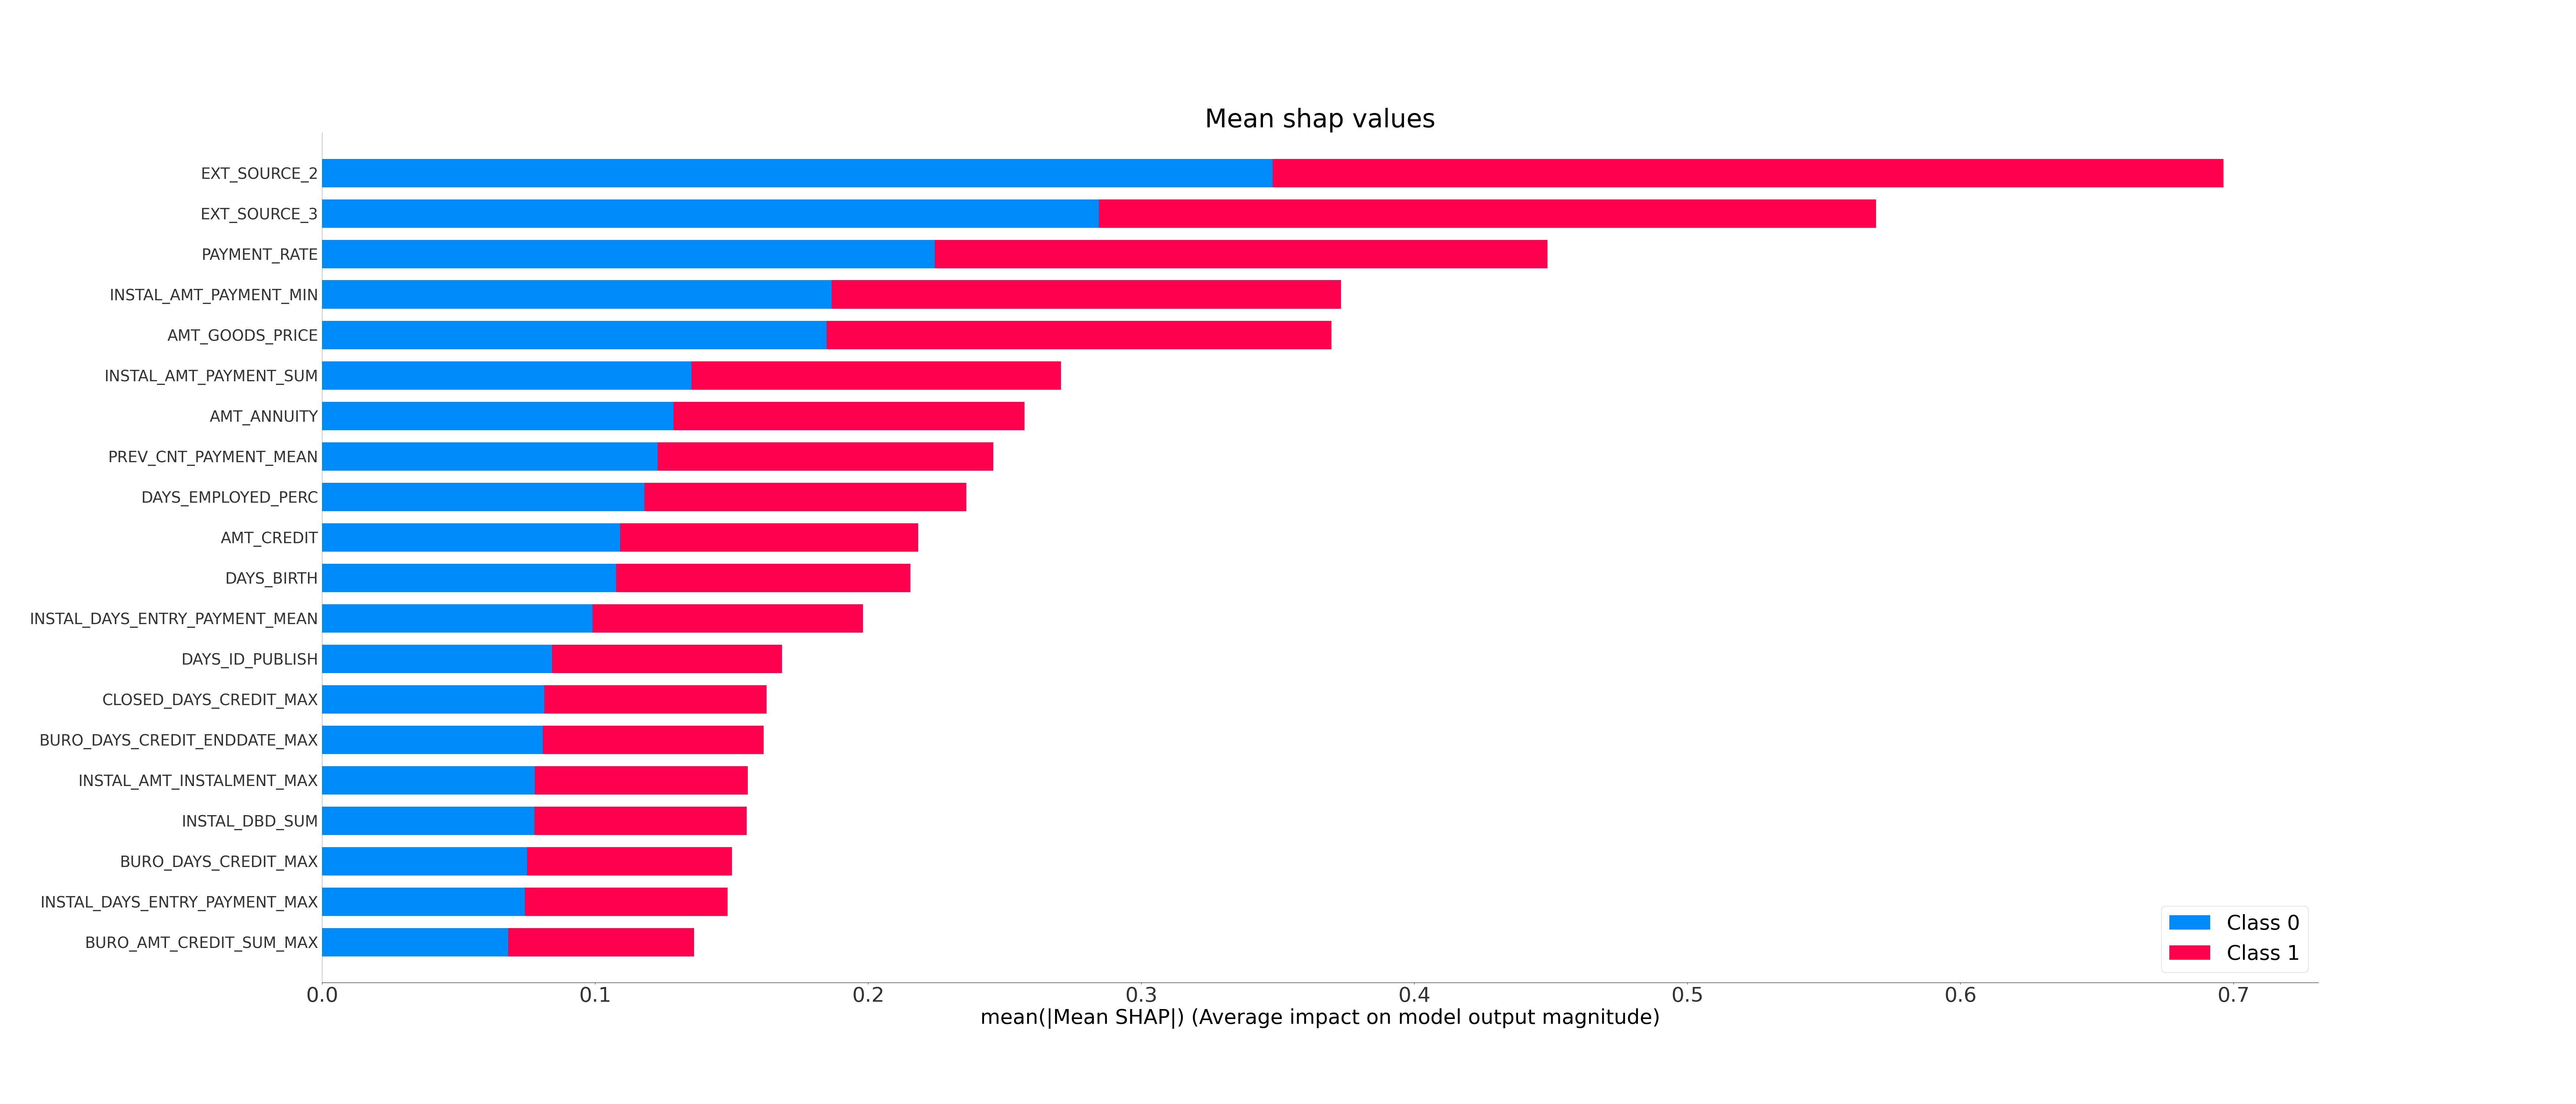 Mean shap values
EXT_SOURCE_2
EXT_SOURCE_3
PAYMENT_RATE
INSTAL_AMT_PAYMENT_MIN
AMT_GOODS_PRICE
INSTAL_AMT_PAYMENT_SUM
AMT_ANNUITY
PREV_CNT_PAYMENT_MEAN
DAYS_EMPLOYED_PERC
AMT_CREDIT
DAYS_BIRTH
INSTAL_DAYS_ENTRY_PAYMENT_MEAN
DAYS_ID_PUBLISH
CLOSED_DAYS_CREDIT_MAX
BURO_DAYS_CREDIT_ENDDATE_MAX
INSTAL_AMT_INSTALMENT_MAX
INSTAL_DBD_SUM
BURO_DAYS_CREDIT_MAX
INSTAL_DAYS_ENTRY_PAYMENT_MAX
BURO_AMT_CREDIT_SUM_MAX
Class 0
Class 1
0.0 0.1 0.2 0.3 0.4 0.5 0.6 0.7
mean(|Mean SHAP|) (Average impact on model output magnitude)